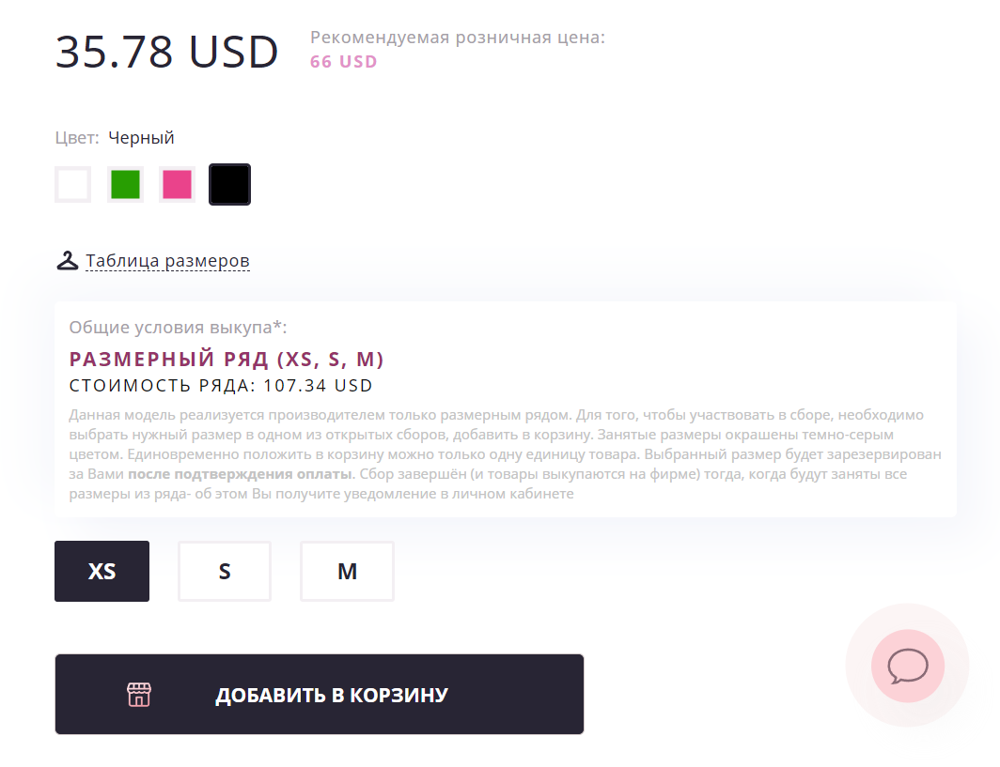 35.78 USD
Рекомендуемая розничная цена:
66 USD
Цвет: Черный
Таблица размеров
Общие условия выкупа*:
РАЗМЕРНЫЙ РЯД (XS, S, M)
СТОИМОСТЬ РЯДА: 107.34 USD
Данная модель реализуется производителем только размерным рядом. Для того, чтобы участвовать в сборе, необходимо
выбрать нужный размер в одном из открытых сборов, добавить в корзину. Занятые размеры окрашены темно-серым
цветом. Единовременно положить в корзину можно только одну единицу товара. Выбранный размер будет зарезервирован
за Вами после подтверждения оплаты. Сбор завершён (и товары выкупаются на фирме) тогда, когда будут заняты все
размеры из ряда- об этом Вы получите уведомление в личном кабинете
XS S M
ДОБАВИТЬ В КОРЗИНУ